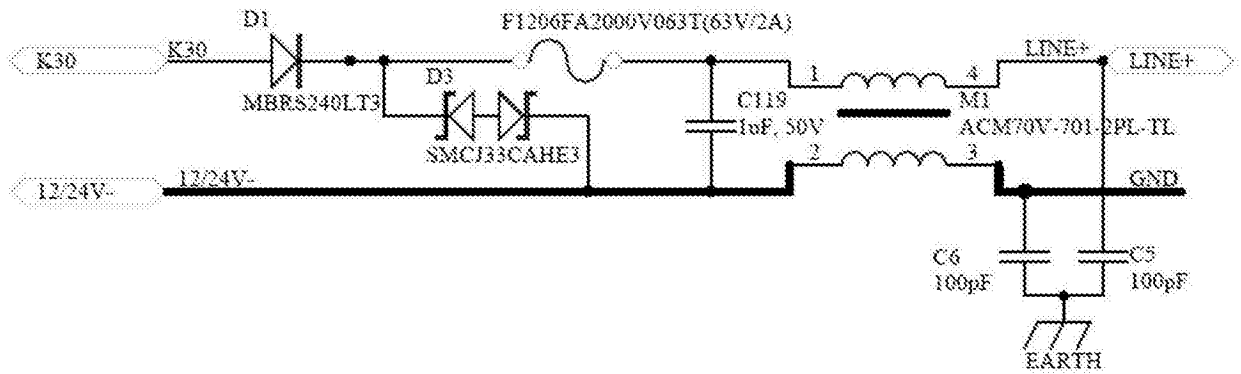 D1
F1206FA2000V063T(63V/2A)
K30
K30
MBRS240LT3
D3
SMCJ33CAHE3
C119
1uF, 50V
1
4
M1
ACM70V-701-2PL-TL
LINE+
LINE+
2
3
12/24V-
12/24V-
GND
C6
100pF
C5
100pF
EARTH